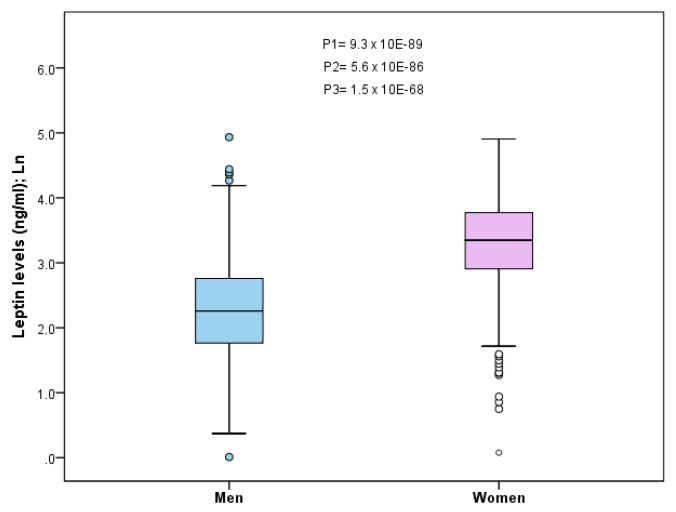 P1= 9.3 x 10E-89
P2= 5.6 x 10E-86
P3= 1.5 x 10E-68
Leptin levels (ng/ml); Ln
6.0
5.0
4.0
3.0
2.0
1.0
.0
Men
Women